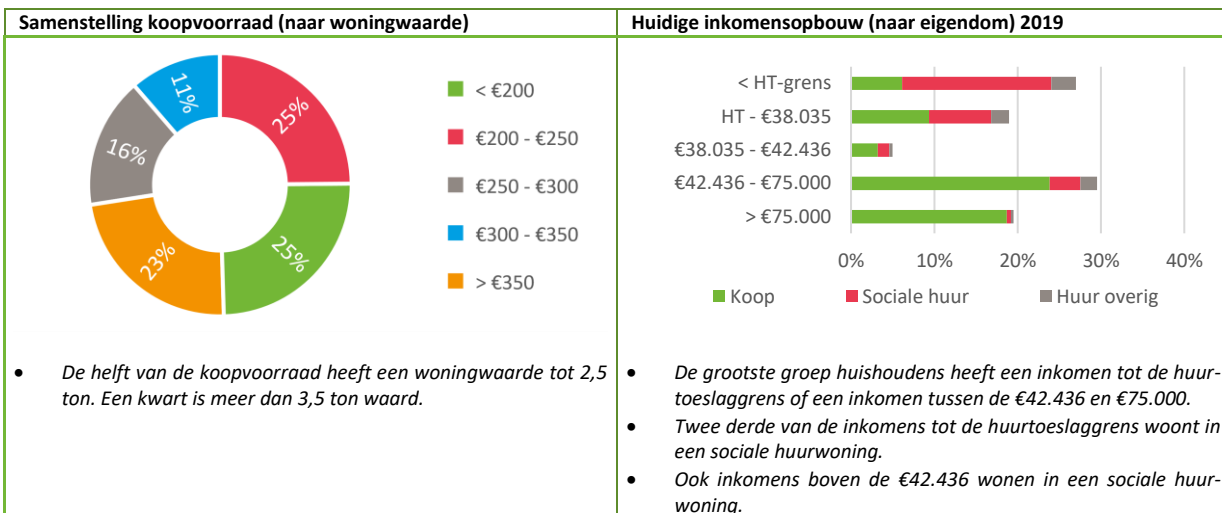 Samenstelling koopvoorraad (naar woningwaarde)
11%
25%
16%
23%
25%
< €200
€200 - €250
€250 - €300
€300 - €350
> €350
• De helft van de koopvoorraad heeft een woningwaarde tot 2,5
ton. Een kwart is meer dan 3,5 ton waard.
Huidige inkomensopbouw (naar eigendom) 2019
< HT-grens
HT - €38.035
€38.035 - €42.436
€42.436 - €75.000
> €75.000
0% 10% 20% 30% 40%
Koop Sociale huur Huur overig
• De grootste groep huishoudens heeft een inkomen tot de huur-
toeslaggrens of een inkomen tussen de €42.436 en €75.000.
• Twee derde van de inkomens tot de huurtoeslaggrens woont in
een sociale huurwoning.
• Ook inkomens boven de €42.436 wonen in een sociale huur-
woning.